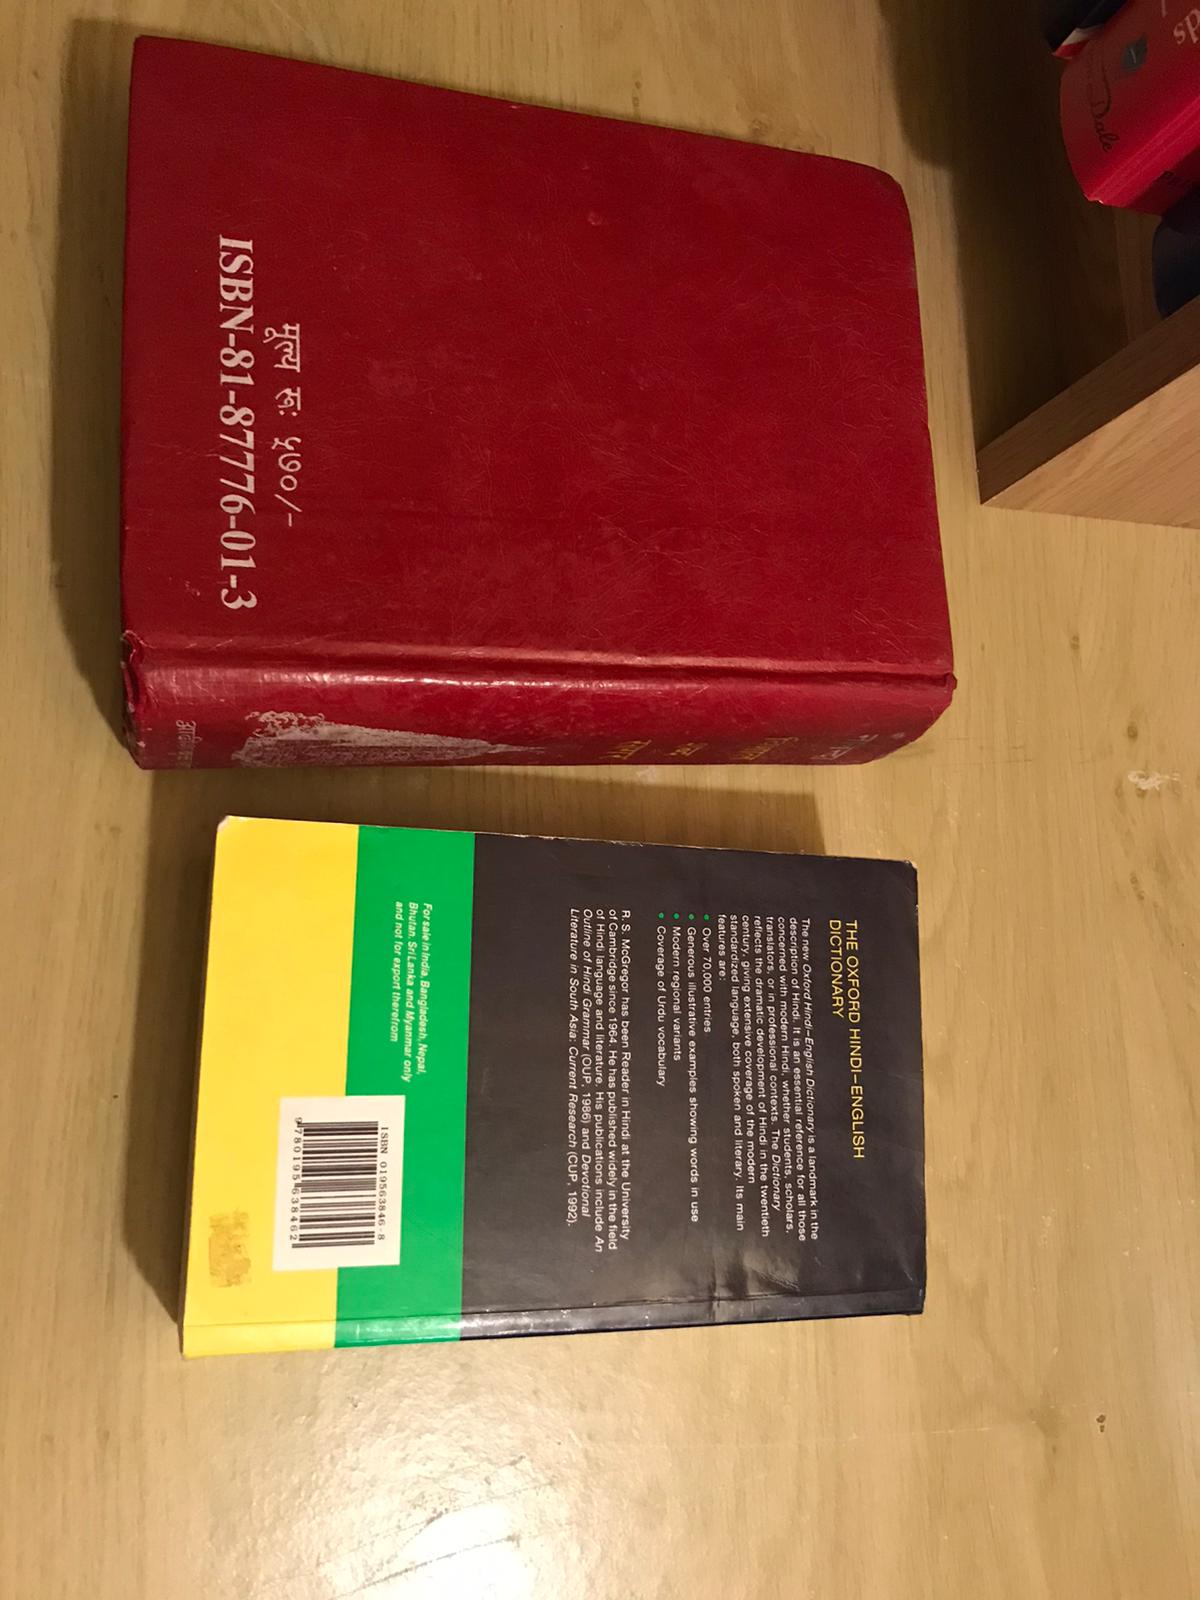 मूल्य रू: ५७०/-
ISBN-81-87776-01-3
THE OXFORD HINDI–ENGLISH
DICTIONARY
The new Oxford Hindi–English Dictionary is a landmark in the
description of Hindi. It is an essential reference for all those
concerned with modern Hindi, whether students, scholars,
translators, or in professional contexts. The Dictionary
reflects the dramatic development of Hindi in the twentieth
century, giving extensive coverage of the modern
standardized language, both spoken and literary. Its main
features are:
• Over 70,000 entries
• Generous illustrative examples showing words in use
• Modern regional variants
• Coverage of Urdu vocabulary
R. S. McGregor has been Reader in Hindi at the University
of Cambridge since 1964. He has published widely in the field
of Hindi language and literature. His publications include An
Outline of Hindi Grammar (OUP, 1986) and Devotional
Literature in South Asia: Current Research (CUP, 1992).
For sale in India, Bangladesh, Nepal,
Bhutan, Sri Lanka and Myanmar only
and not for export therefrom
ISBN 019563846-8
9 780195 638462
Dale